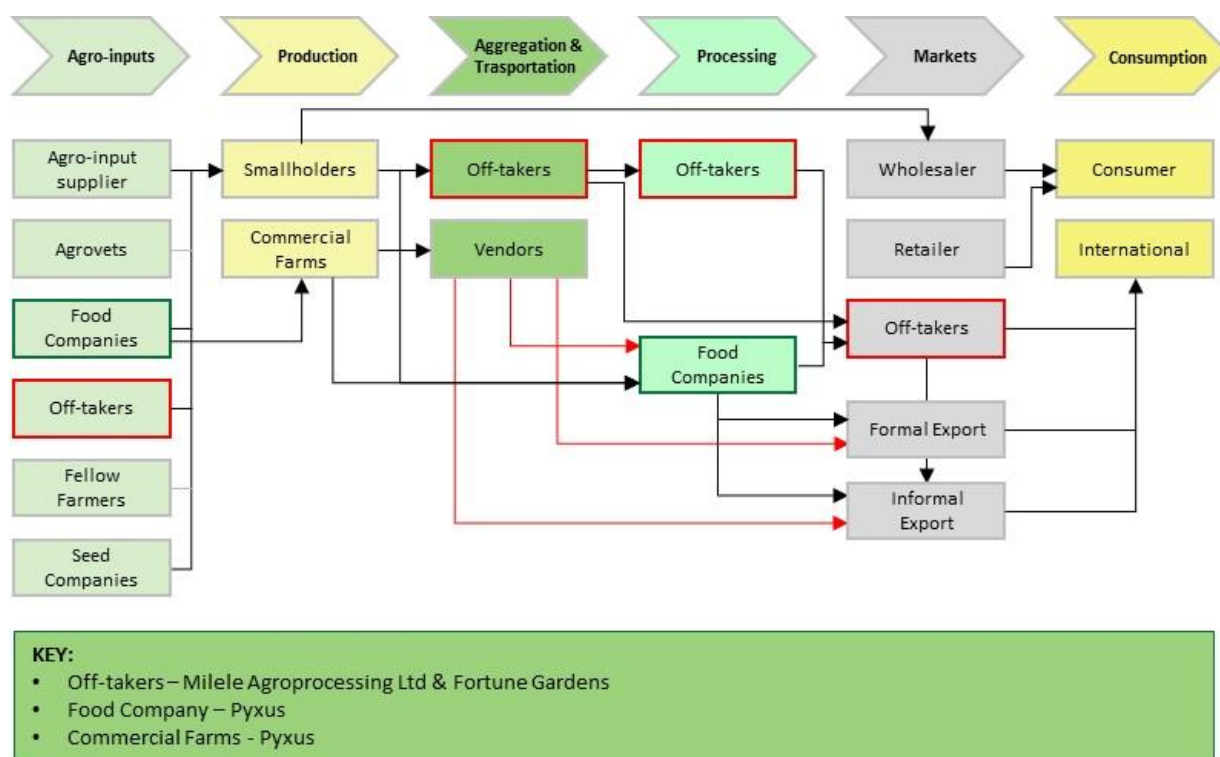 Agro-inputs
Production
Aggregation &
Trasportation
Processing
Markets
Consumption
Agro-input
supplier
Smallholders
Off-takers
Off-takers
Wholesaler
Consumer
Agrovets
Commercial
Farms
Vendors
Retailer
International
Food
Companies
Off-takers
Food
Companies
Off-takers
Formal Export
Fellow
Farmers
Informal
Export
Seed
Companies
KEY:
• Off-takers – Milele Agroprocessing Ltd & Fortune Gardens
• Food Company – Pyxus
• Commercial Farms - Pyxus